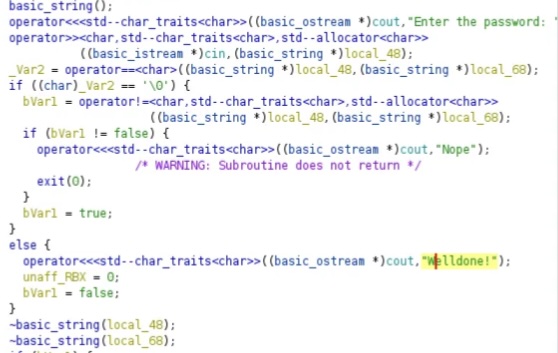 basic_string();
operator<<<std--char_traits<char>>((basic_ostream *)cout,"Enter the password: "
operator>><char,std--char_traits<char>,std--allocator<char>>
((basic_istream *)cin,(basic_string *)local_48);
_Var2 = operator==<char>((basic_string *)local_48,(basic_string *)local_68);
if ((char)_Var2 == '\0') {
bVar1 = operator!=<char,std--char_traits<char>,std--allocator<char>>
((basic_string *)local_48,(basic_string *)local_68);
if (bVar1 != false) {
operator<<<std--char_traits<char>>((basic_ostream *)cout,"Nope");
/* WARNING: Subroutine does not return */
exit(0);
}
bVar1 = true;
}
else {
operator<<<std--char_traits<char>>((basic_ostream *)cout,"Welldone!");
unaff_RBX = 0;
bVar1 = false;
}
~basic_string(local_48);
~basic_string(local_68);